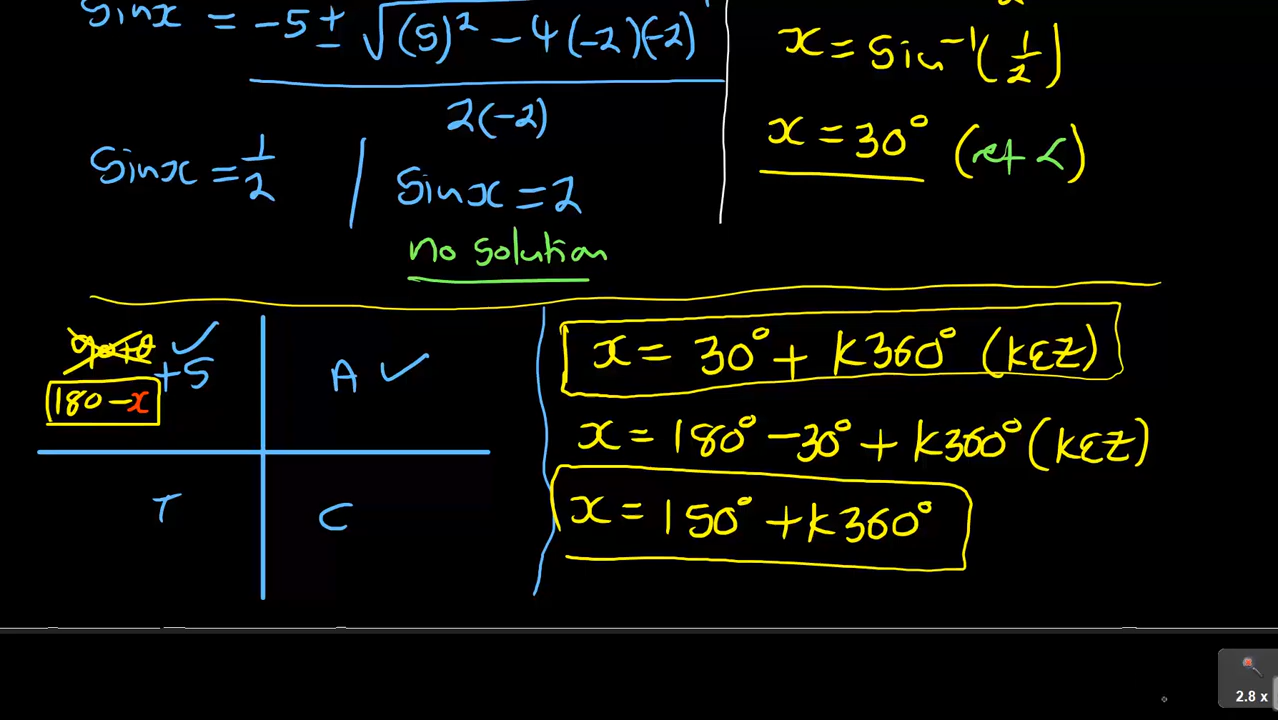 sinx = -5 ± √(5)² - 4(-2)(-2)
2(-2)
sinx = 1/2
sinx = 2
no solution
x = sin⁻¹(1/2)
x = 30° (ref <)
+S
180 - x
A
T
C
x = 30° + K360° (KεZ)
x = 180° - 30° + K360° (KεZ)
x = 150° + K360°
2.8 x